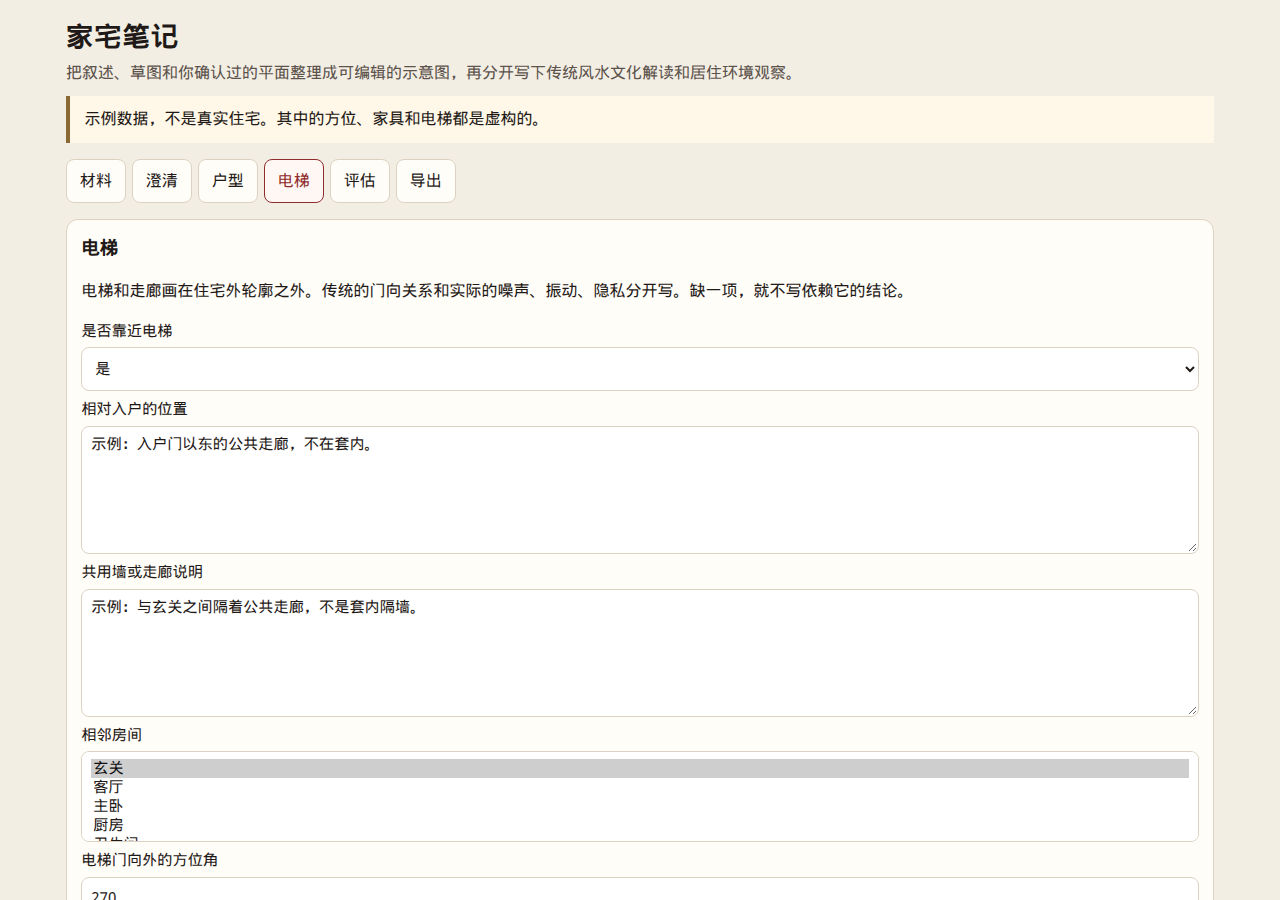 家宅笔记
把叙述、草图和你确认过的平面整理成可编辑的示意图，再分开写下传统风水文化解读和居住环境观察。
示例数据，不是真实住宅。其中的方位、家具和电梯都是虚构的。
材料 澄清 户型 电梯 评估 导出
电梯
电梯和走廊画在住宅外轮廓之外。传统的门向关系和实际的噪声、振动、隐私分开写。缺一项，就不写依赖它的结论。
是否靠近电梯
是
相对入户的位置
示例：入户门以东的公共走廊，不在套内。
共用墙或走廊说明
示例：与玄关之间隔着公共走廊，不是套内隔墙。
相邻房间
玄关
客厅
主卧
厨房
卫生间
电梯门向外的方位角
270